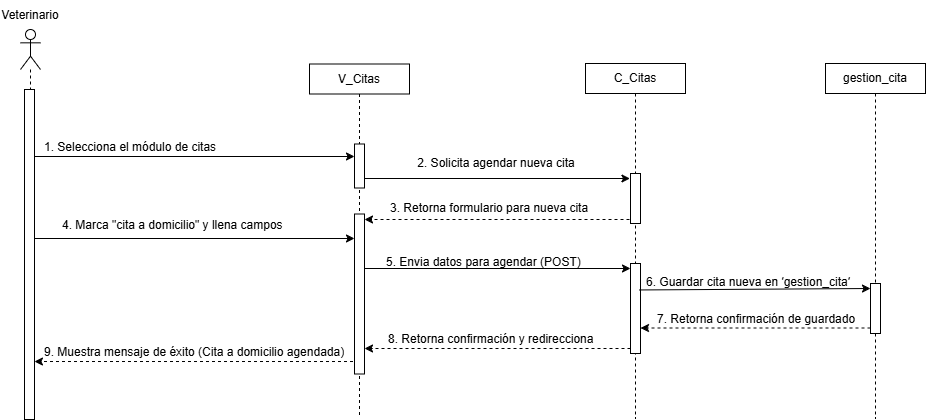 Veterinario
V_Citas
C_Citas
gestion_cita
1. Selecciona el módulo de citas
2. Solicita agendar nueva cita
3. Retorna formulario para nueva cita
4. Marca "cita a domicilio" y llena campos
5. Envia datos para agendar (POST)
6. Guardar cita nueva en 'gestion_cita'
7. Retorna confirmación de guardado
8. Retorna confirmación y redirecciona
9. Muestra mensaje de éxito (Cita a domicilio agendada)